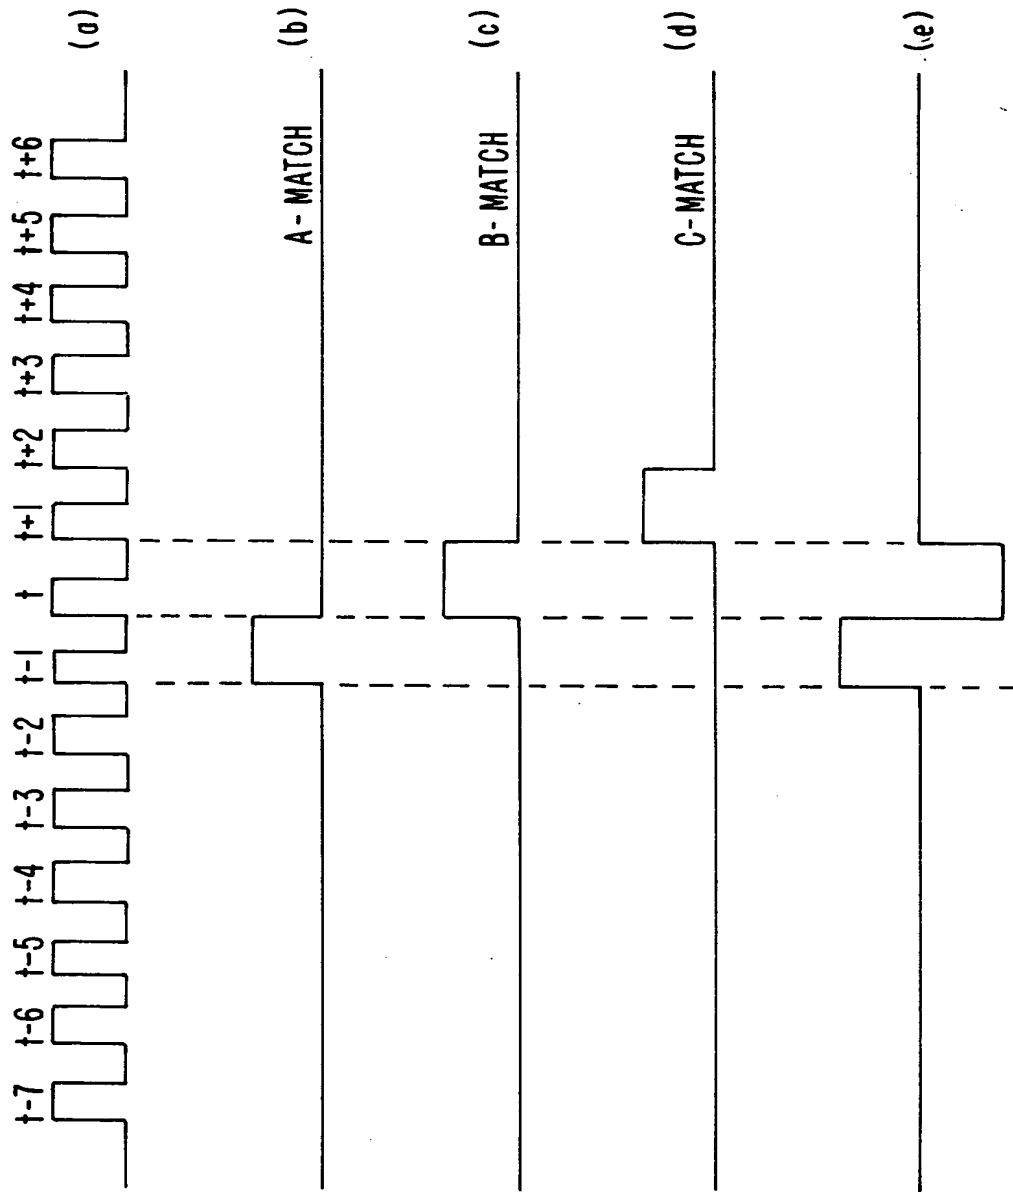 t-7 t-6 t-5 t-4 t-3 t-2 t-1 t t+1 t+2 t+3 t+4 t+5 t+6
(a)
A-MATCH
(b)
B-MATCH
(c)
C-MATCH
(d)
(e)